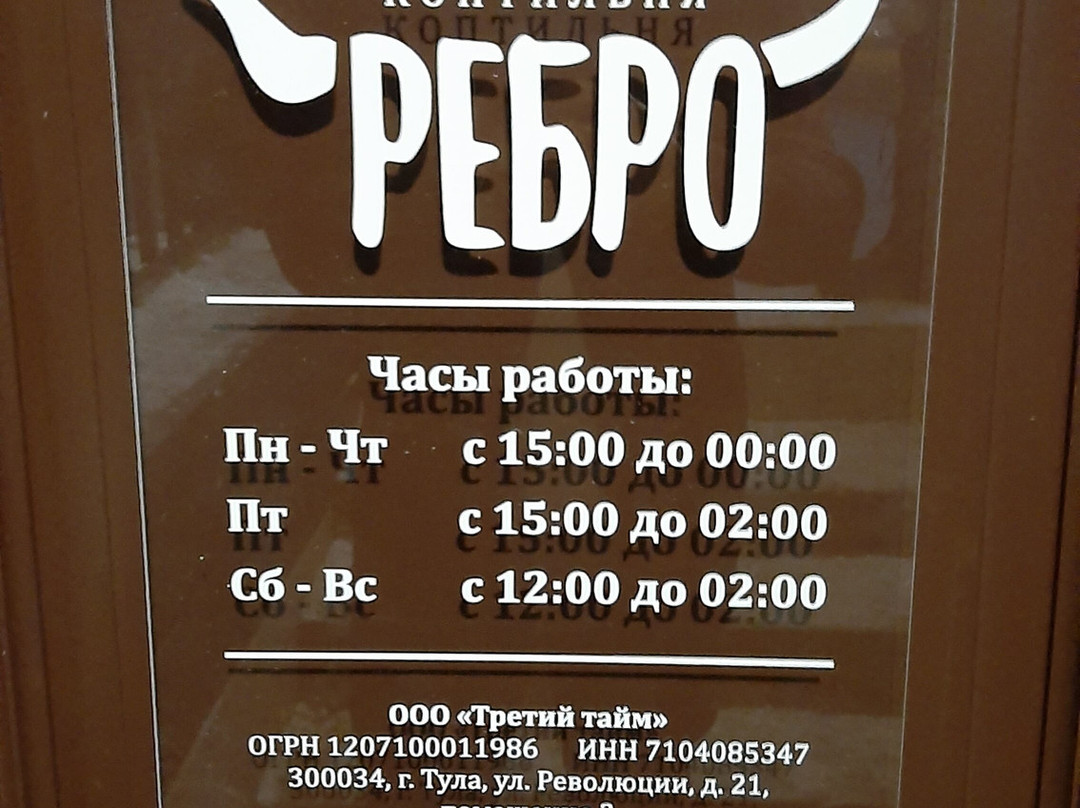 КОПТИЛЬНЯ
РЕБРО
Часы работы:
Пн - Чт с 15:00 до 00:00
Пт с 15:00 до 02:00
Сб - Вс с 12:00 до 02:00
ООО «Третий тайм»
ОГРН 1207100011986 ИНН 7104085347
300034, г. Тула, ул. Революции, д. 21,